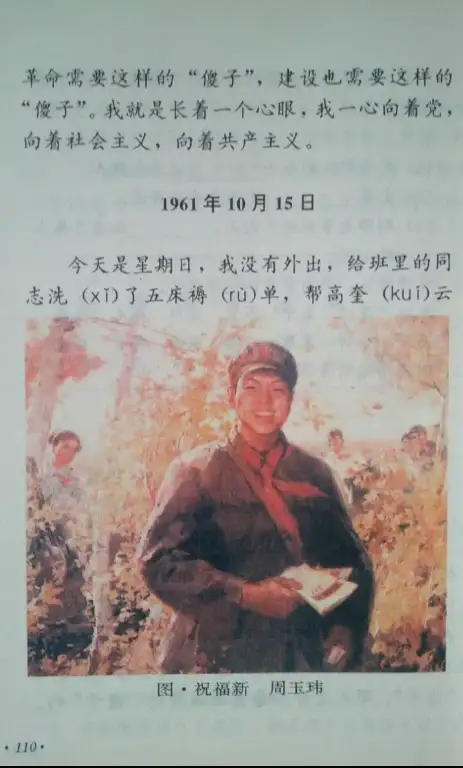 革命需要这样的“傻子”，建设也需要这样的
“傻子”。我就是长着一个心眼，我一心向着党，
向着社会主义，向着共产主义。
1961年10月15日
今天是星期日，我没有外出，给班里的同
志洗（xǐ）了五床褥（rù）单，帮高奎（kuí）云
图·祝福新 周玉玮
·110·